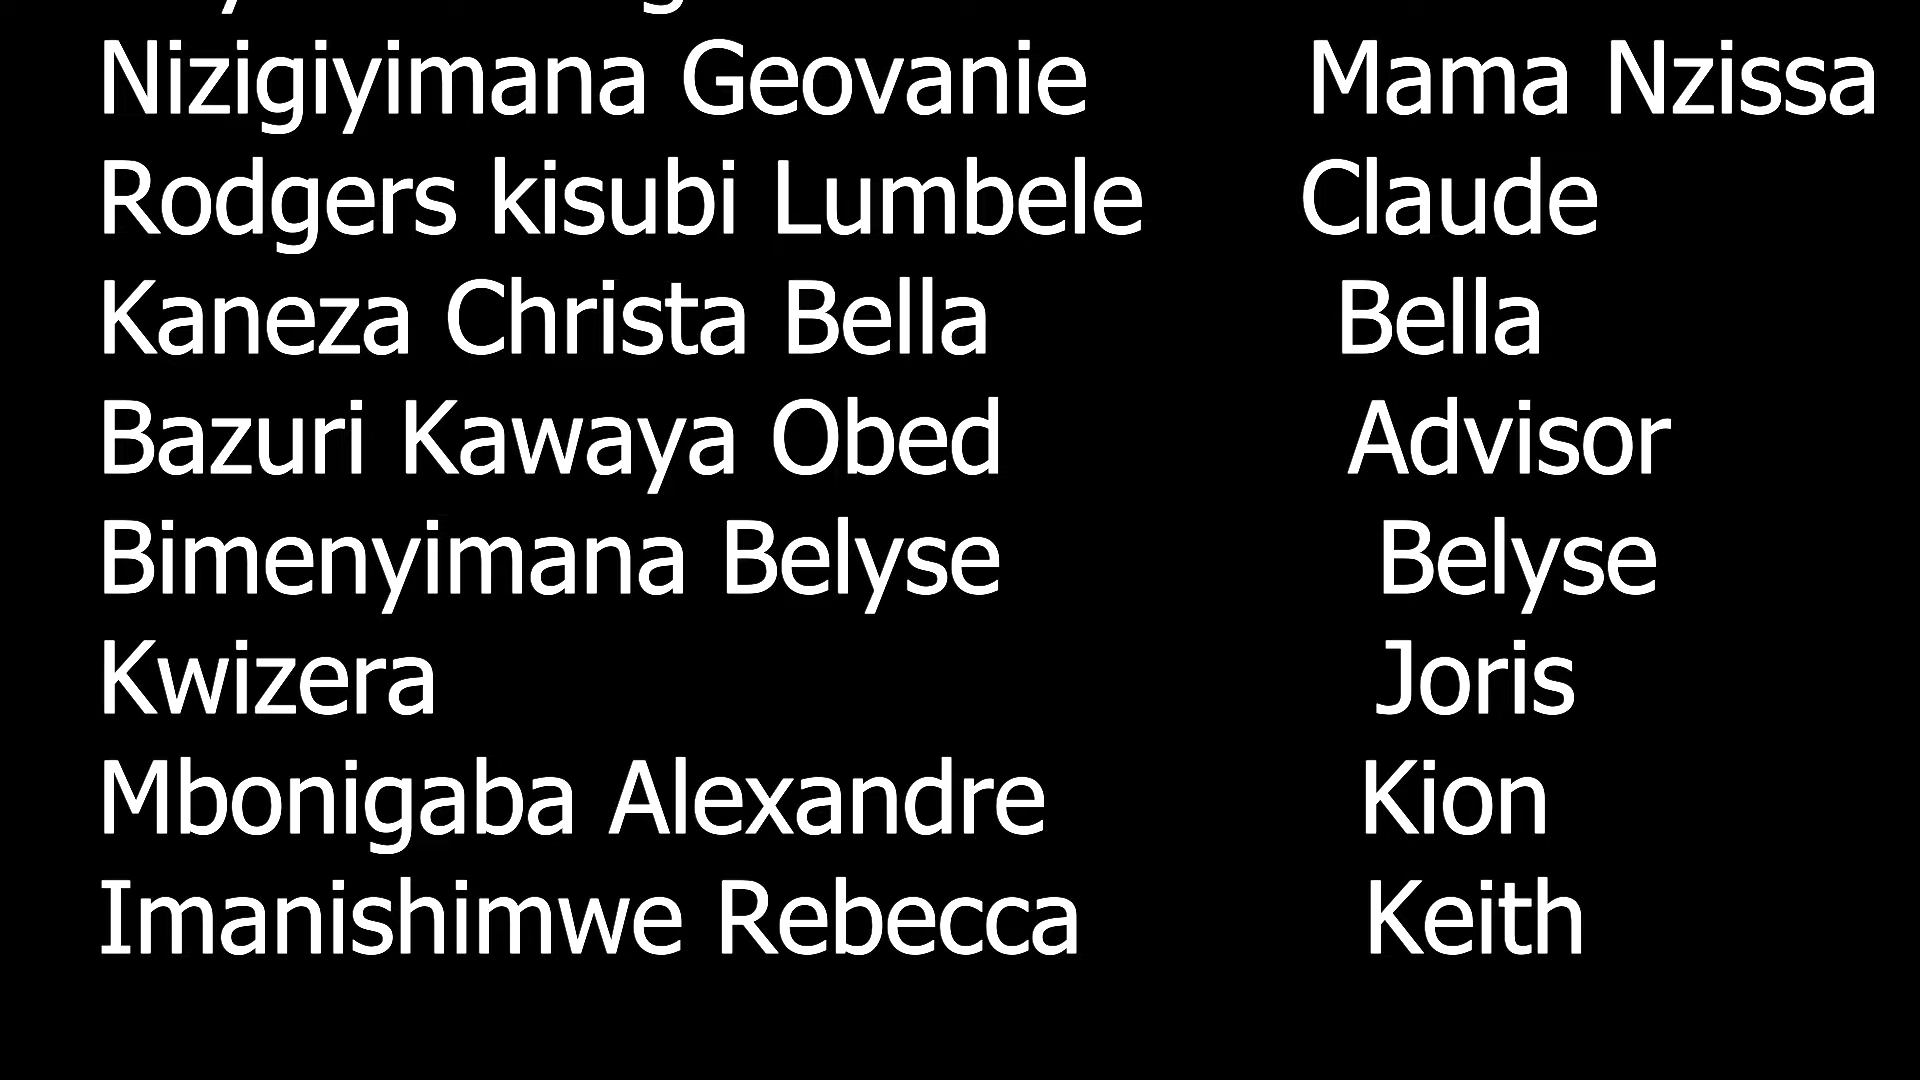 Nizigiyimana Geovanie Mama Nzissa
Rodgers kisubi Lumbele Claude
Kaneza Christa Bella Bella
Bazuri Kawaya Obed Advisor
Bimenyimana Belyse Belyse
Kwizera Joris
Mbonigaba Alexandre Kion
Imanishimwe Rebecca Keith